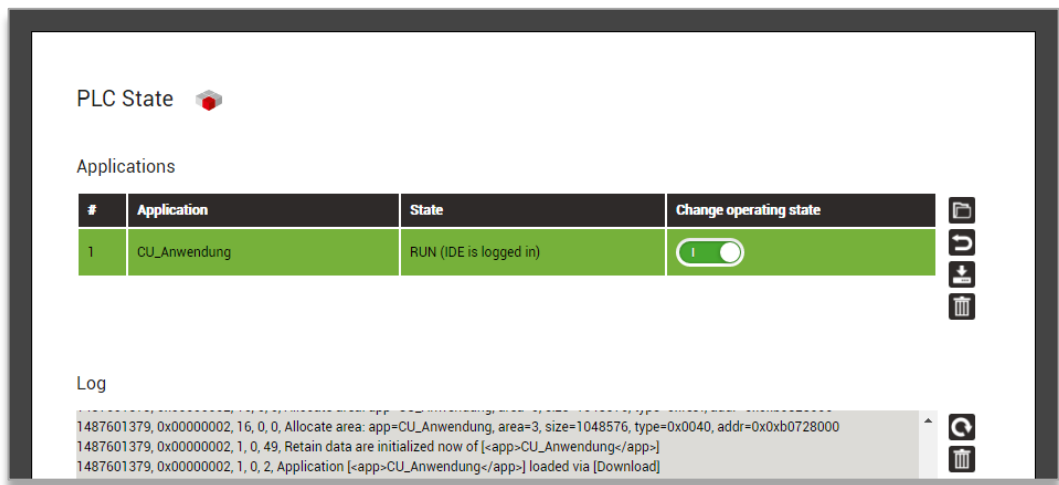 PLC State
Applications
# Application State Change operating state
1 CU_Anwendung RUN (IDE is logged in) I
Log
1487601379, 0x00000002, 16, 0, 0, Allocate area: app=CU_Anwendung, area=3, size=1048576, type=0x0040, addr=0x0xb0728000
1487601379, 0x00000002, 1, 0, 49, Retain data are initialized now of [<app>CU_Anwendung</app>]
1487601379, 0x00000002, 1, 0, 2, Application [<app>CU_Anwendung</app>] loaded via [Download]